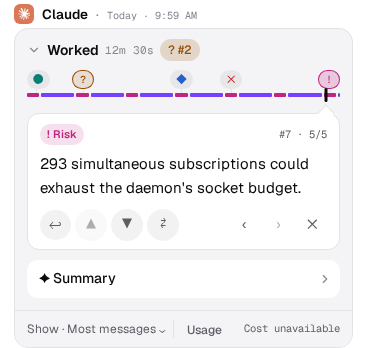 Claude · Today · 9:59 AM
Worked 12m 30s ? #2
?
!
! Risk #7 · 5/5
293 simultaneous subscriptions could
exhaust the daemon's socket budget.
Summary
Show · Most messages Usage Cost unavailable